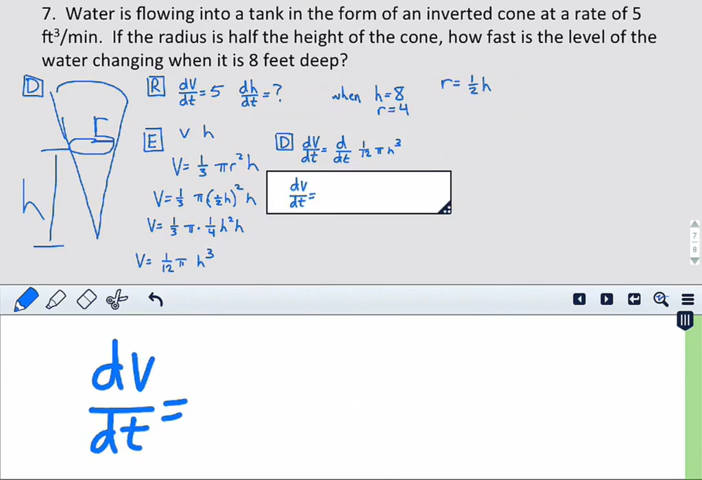 7. Water is flowing into a tank in the form of an inverted cone at a rate of 5
ft³/min. If the radius is half the height of the cone, how fast is the level of the
water changing when it is 8 feet deep?
D
R dV/dt = 5 dh/dt = ? when h=8 r = 1/2 h
r=4
r
h
E V h
V= 1/3 πr²h
V= 1/3 π(1/2h)²h
V= 1/3 π · 1/4 h²h
V= 1/12 π h³
D dV/dt = d/dt 1/12 π h³
dv/dt =
7
8
dv/dt =